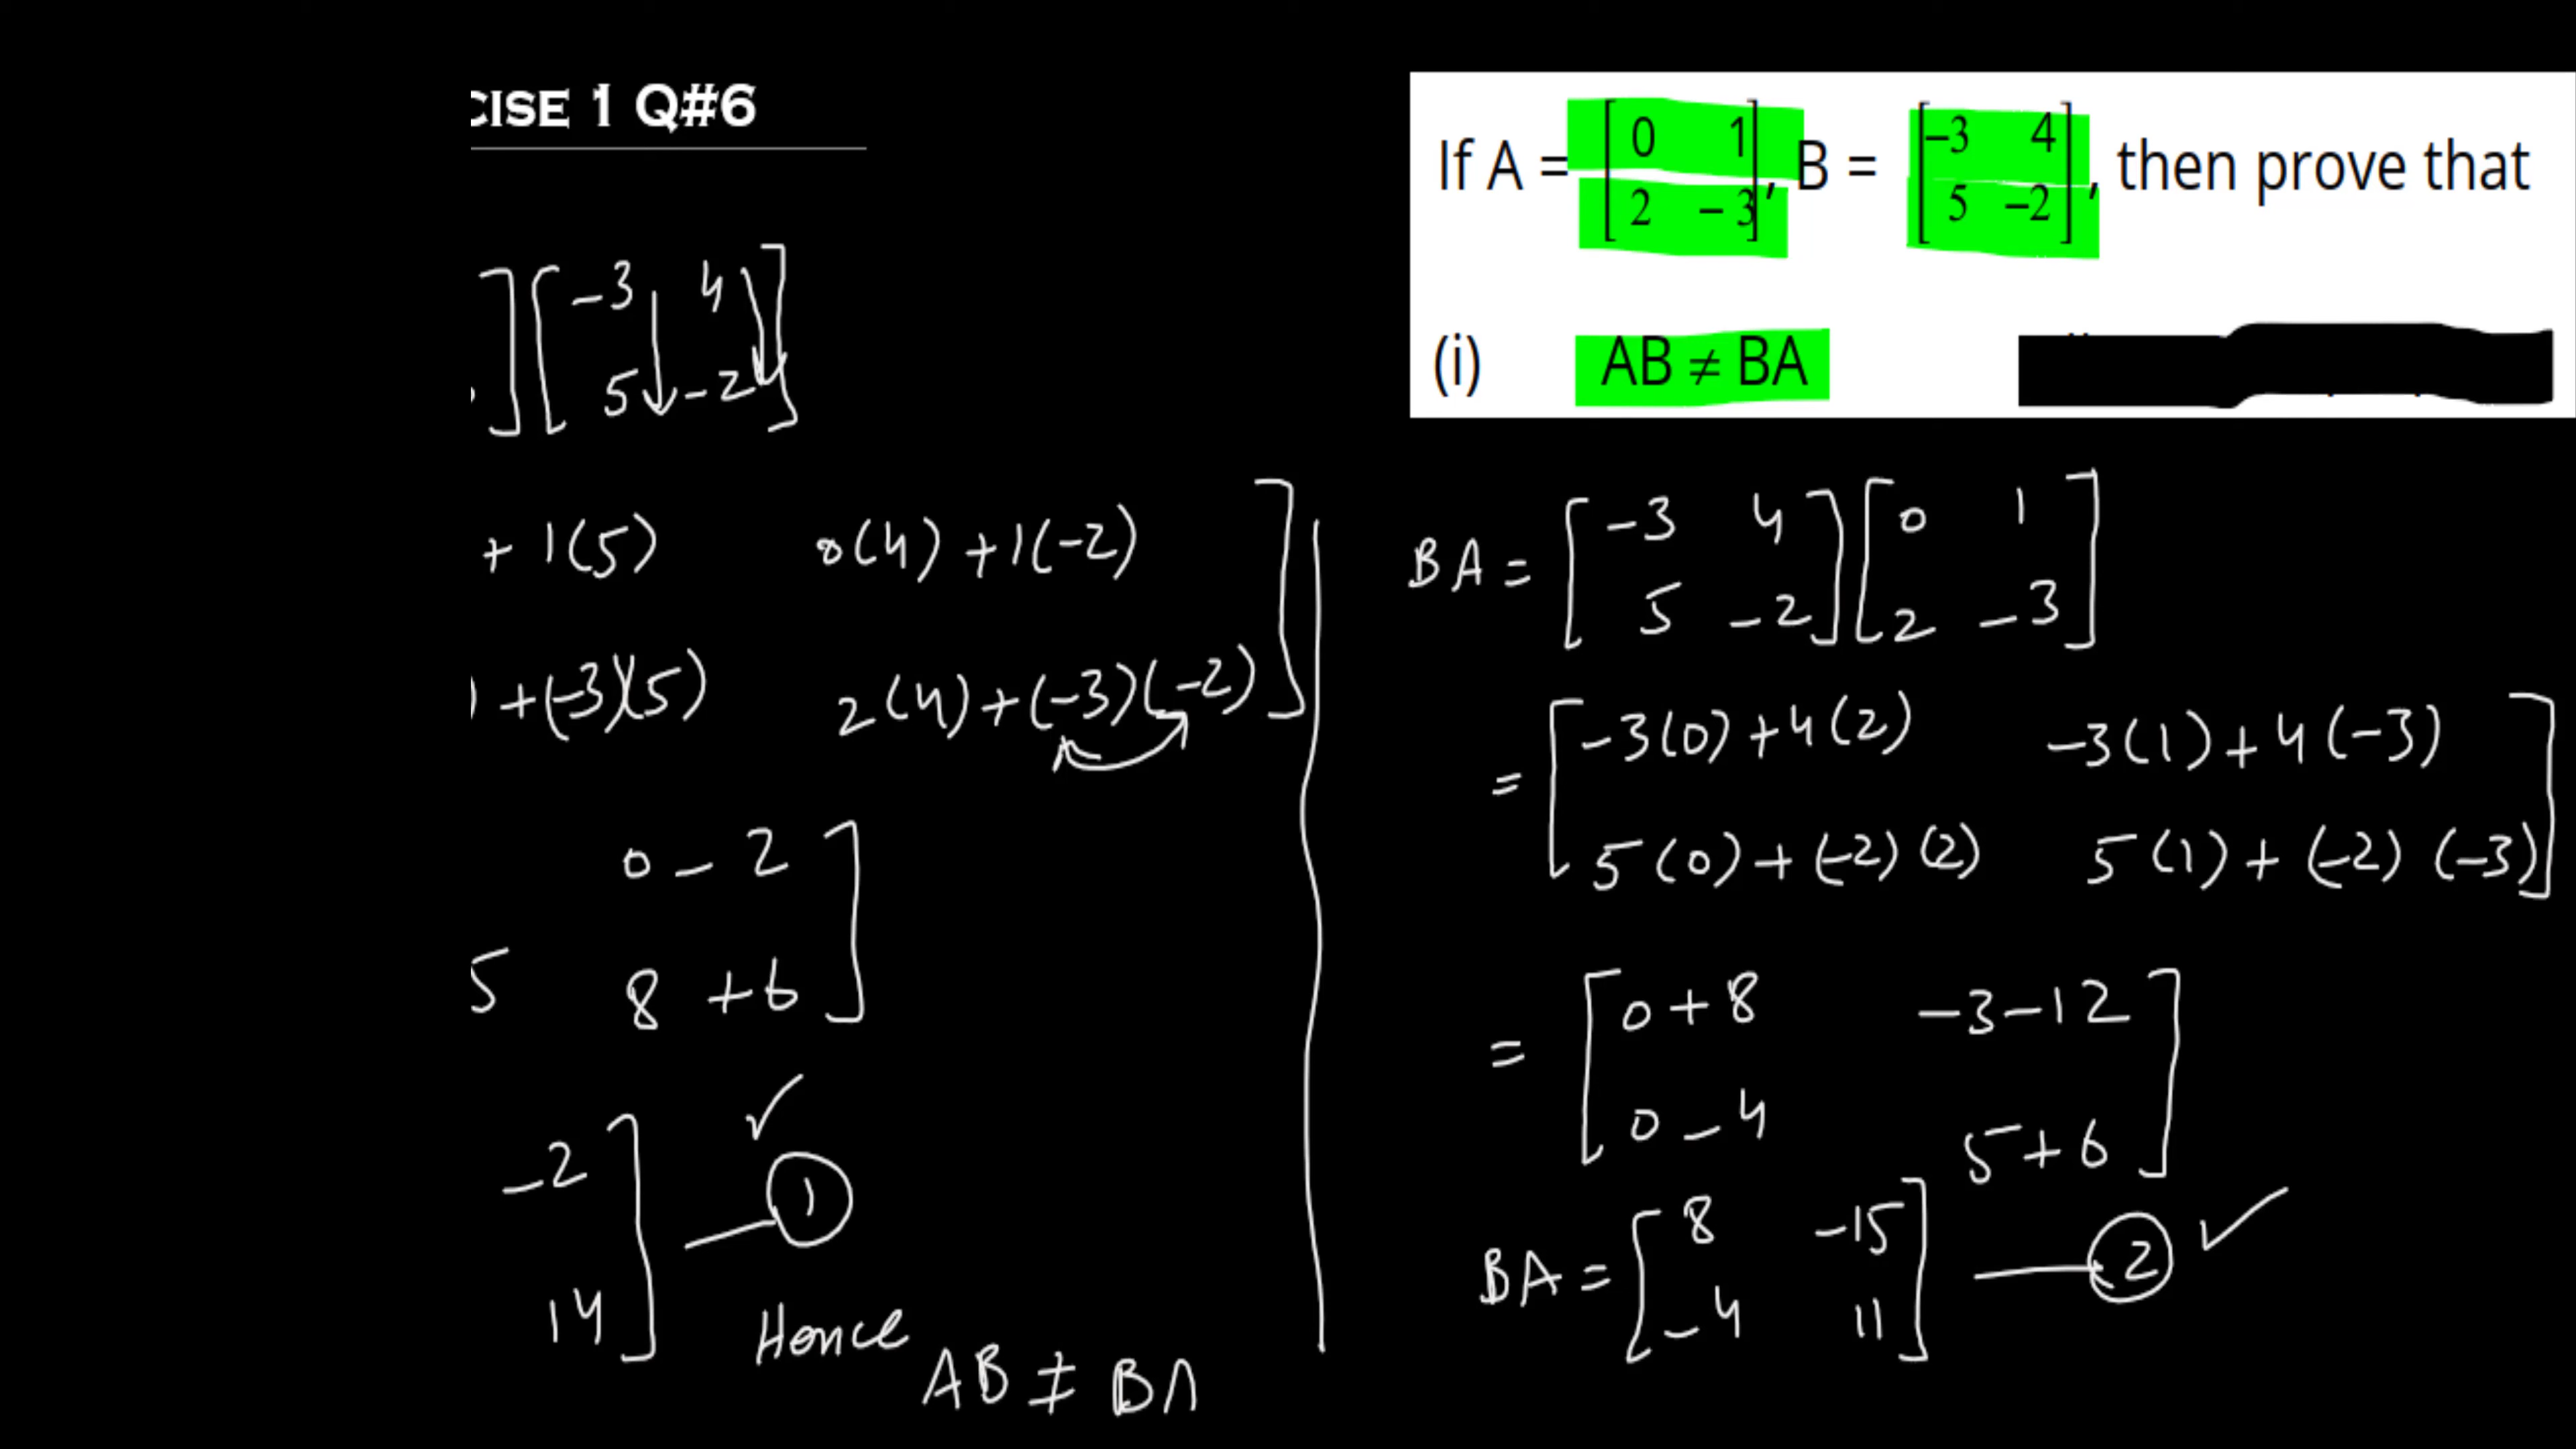 CISE 1 Q#6
If A = [0 1], B = [-3 4], then prove that
[2 -3] [5 -2]
(i) AB ≠ BA
] [-3 4]
5 -2
+ 1(5) 0(4) + 1(-2)
) + (-3)(5) 2(4) + (-3)(-2)
0 - 2
5 8 + 6
-2
14
1
Hence AB ≠ BA
BA = [-3 4] [0 1]
[5 -2] [2 -3]
= [-3(0) + 4(2) -3(1) + 4(-3)]
[5(0) + (-2)(2) 5(1) + (-2)(-3)]
= [0 + 8 -3 - 12]
[0 - 4 5 + 6]
BA = [8 -15]
[-4 11]
2